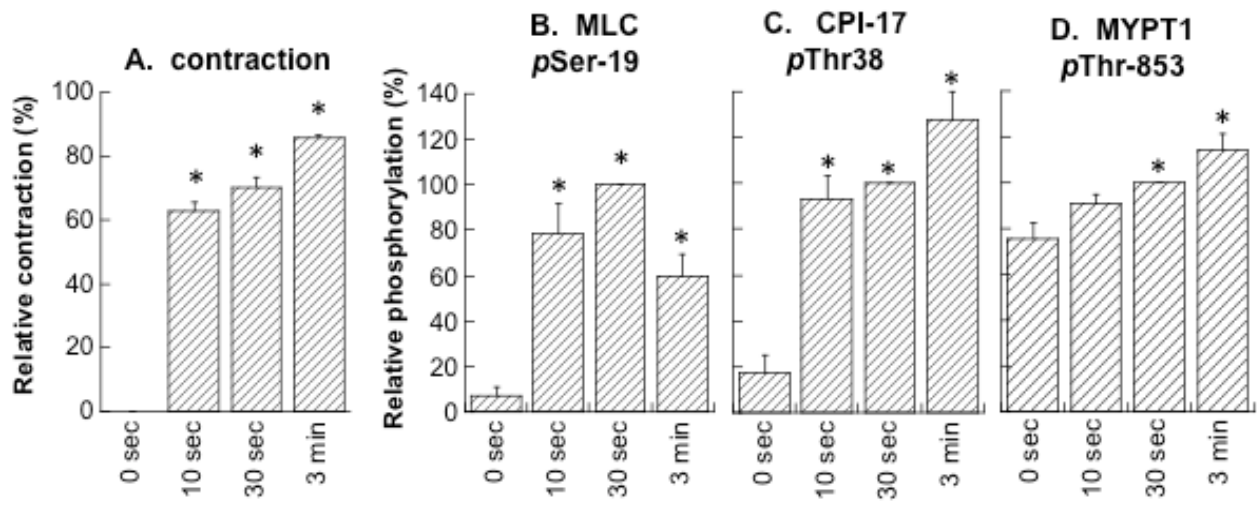 A. contraction
Relative contraction (%)
100
80
60
40
20
0
*
*
*
0 sec
10 sec
30 sec
3 min
B. MLC
pSer-19
Relative phosphorylation (%)
140
120
100
80
60
40
20
0
*
*
*
0 sec
10 sec
30 sec
3 min
C. CPI-17
pThr38
*
*
*
0 sec
10 sec
30 sec
3 min
D. MYPT1
pThr-853
*
*
0 sec
10 sec
30 sec
3 min